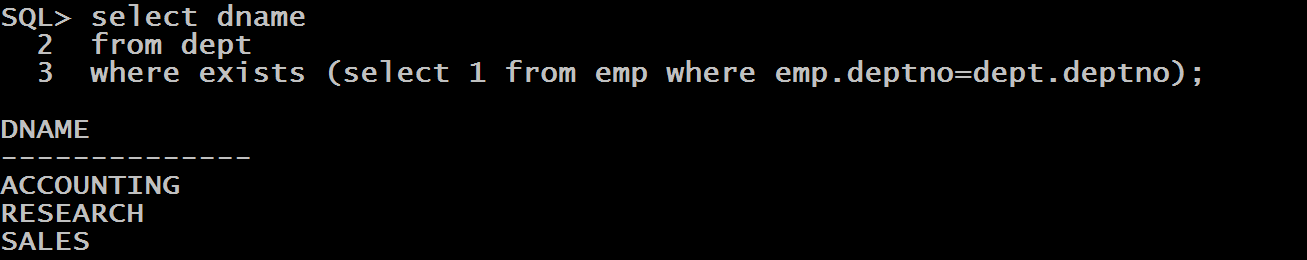 SQL> select dname
  2  from dept
  3  where exists (select 1 from emp where emp.deptno=dept.deptno);
DNAME
--------------
ACCOUNTING
RESEARCH
SALES